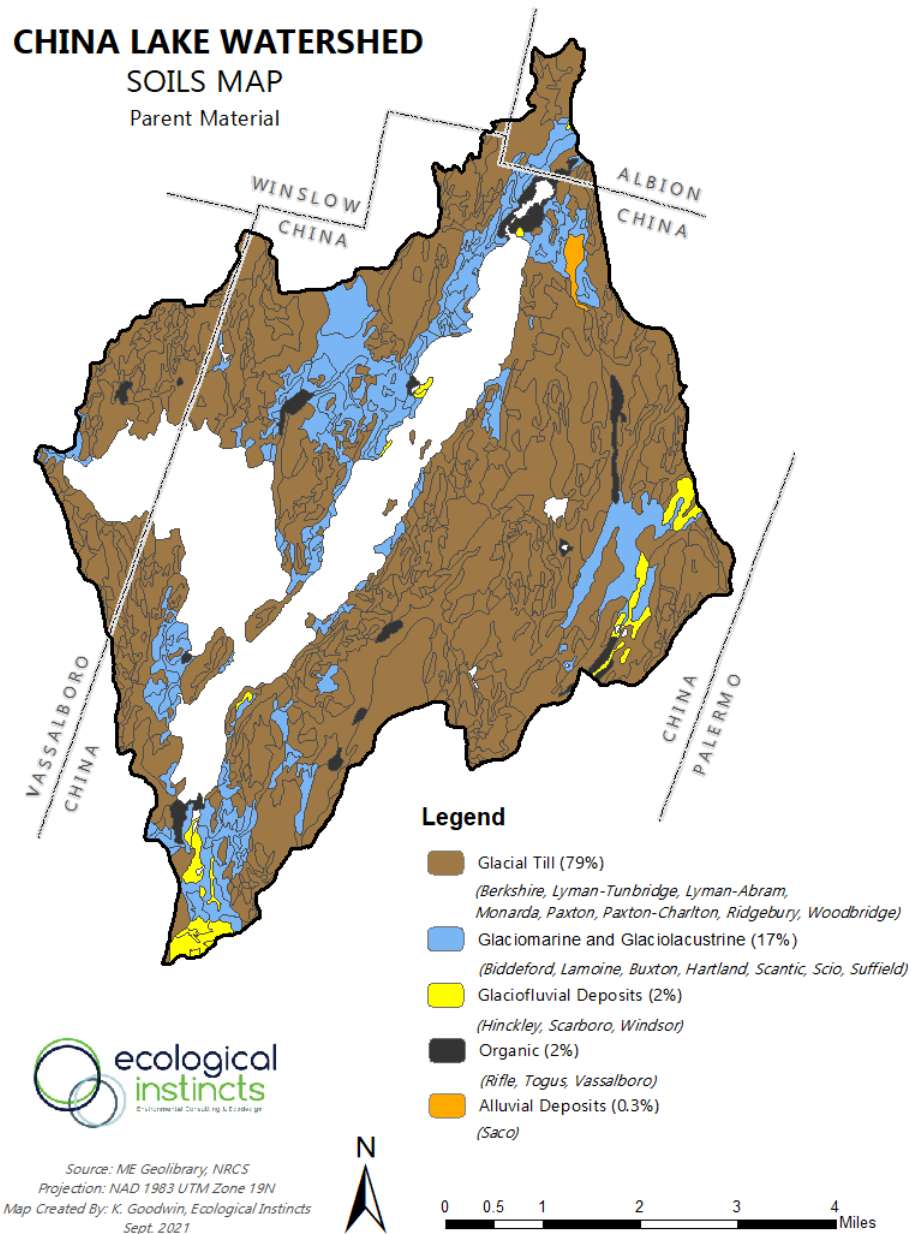 CHINA LAKE WATERSHED
SOILS MAP
Parent Material
WINSLOW
CHINA
ALBION
CHINA
VASSALBORO
CHINA
CHINA
PALERMO
Legend
Glacial Till (79%)
(Berkshire, Lyman-Tunbridge, Lyman-Abram,
Monarda, Paxton, Paxton-Charlton, Ridgebury, Woodbridge)
Glaciomarine and Glaciolacustrine (17%)
(Biddeford, Lamoine, Buxton, Hartland, Scantic, Scio, Suffield)
Glaciofluvial Deposits (2%)
(Hinckley, Scarboro, Windsor)
Organic (2%)
(Rifle, Togus, Vassalboro)
Alluvial Deposits (0.3%)
(Saco)
ecological
instincts
Environmental Consulting & Ecodesign
Source: ME Geolibrary, NRCS
Projection: NAD 1983 UTM Zone 19N
Map Created By: K. Goodwin, Ecological Instincts
Sept. 2021
N
0 0.5 1 2 3 4
Miles